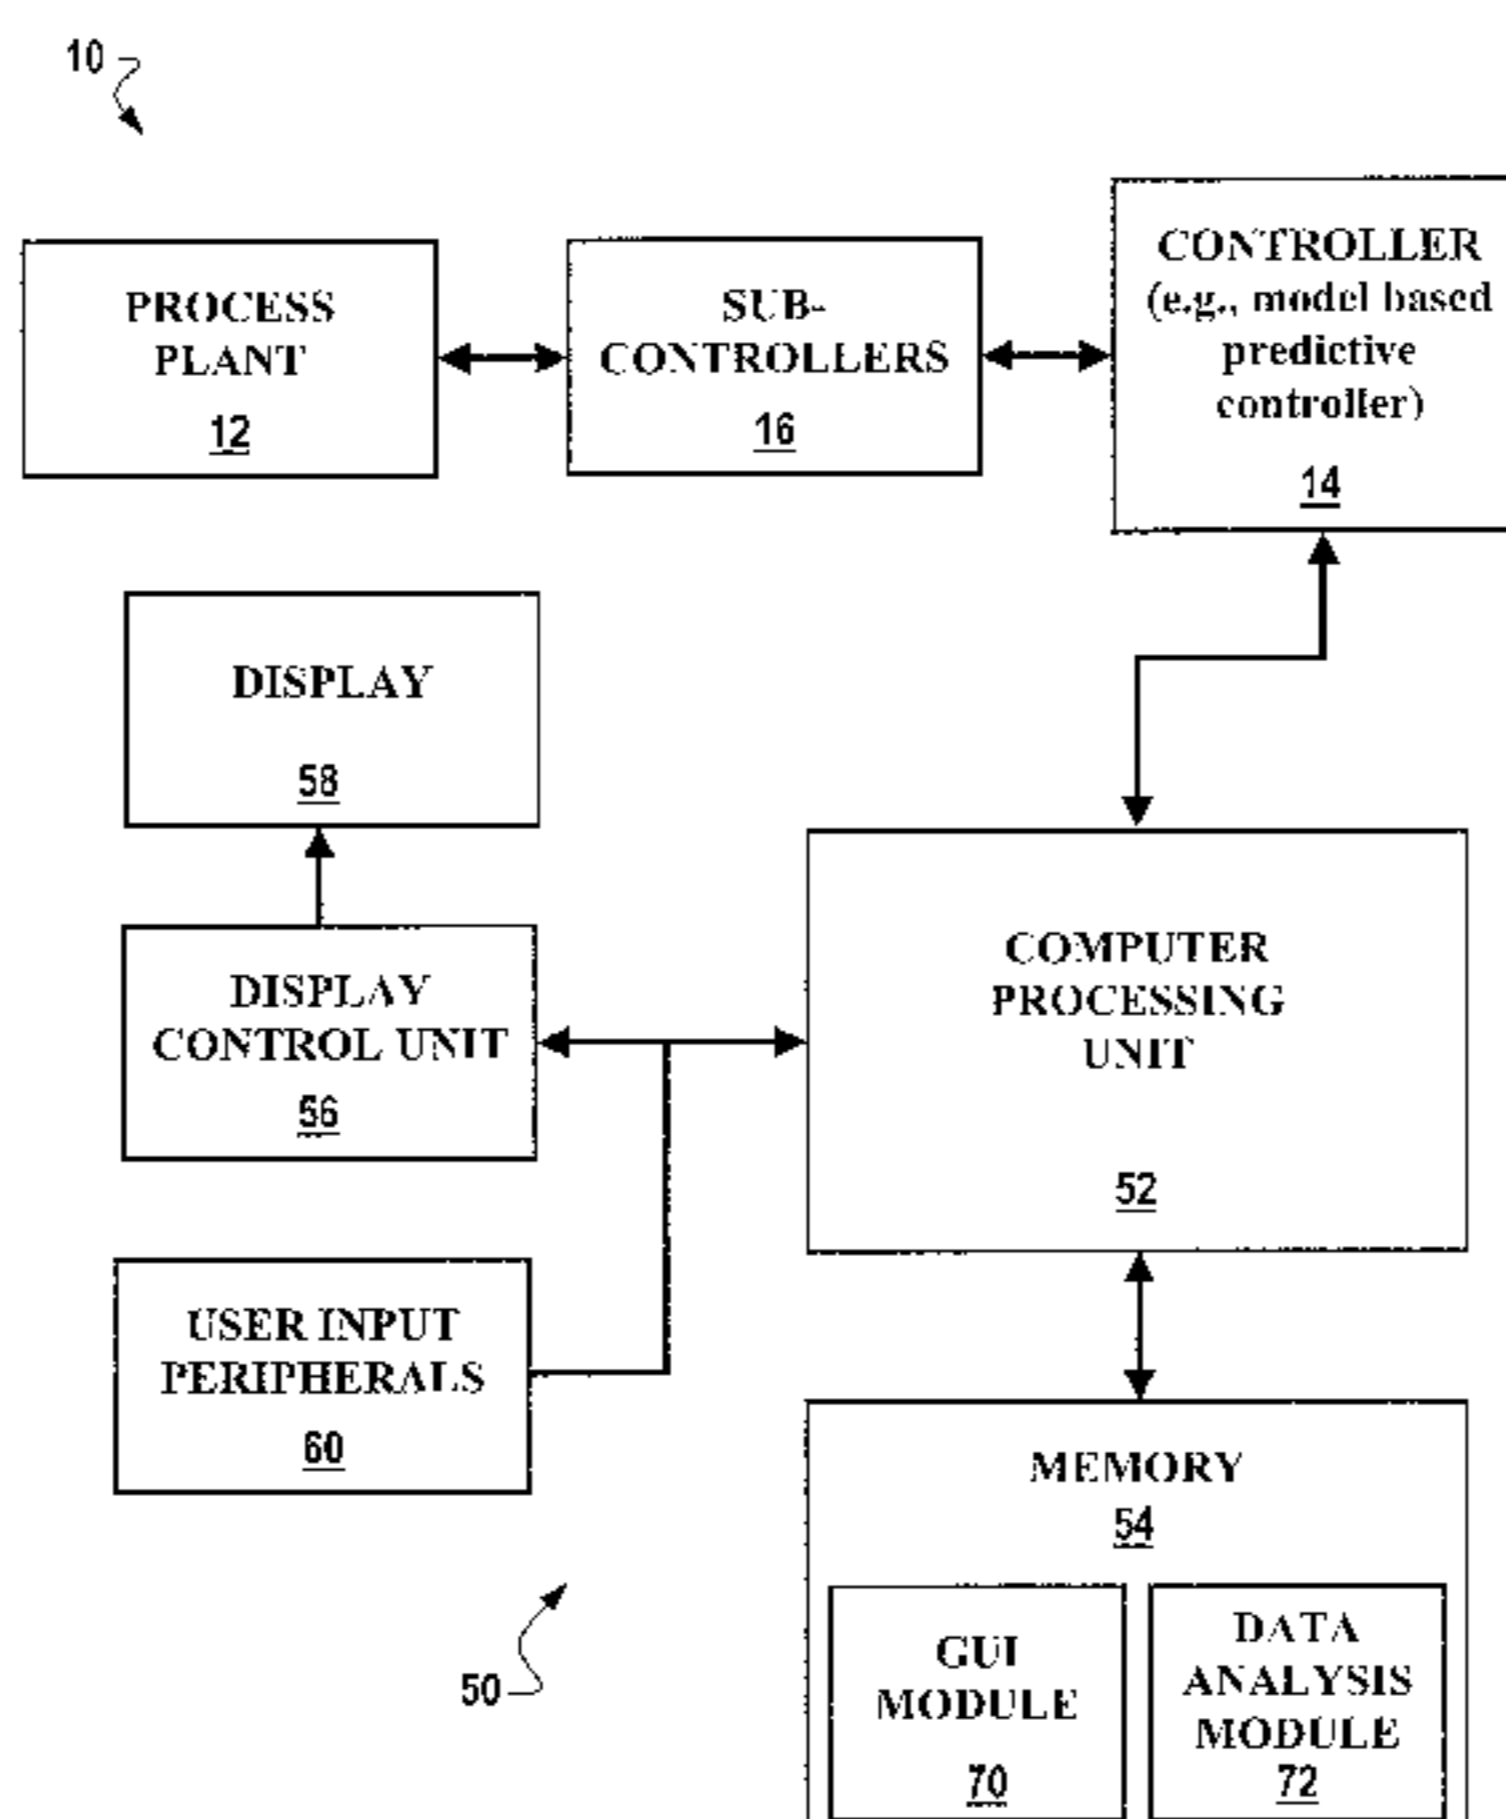 10
PROCESS
PLANT
12
SUB-
CONTROLLERS
16
CONTROLLER
(e.g., model based
predictive
controller)
14
DISPLAY
58
DISPLAY
CONTROL UNIT
56
COMPUTER
PROCESSING
UNIT
52
USER INPUT
PERIPHERALS
60
MEMORY
54
GUI
MODULE
70
DATA
ANALYSIS
MODULE
72
50